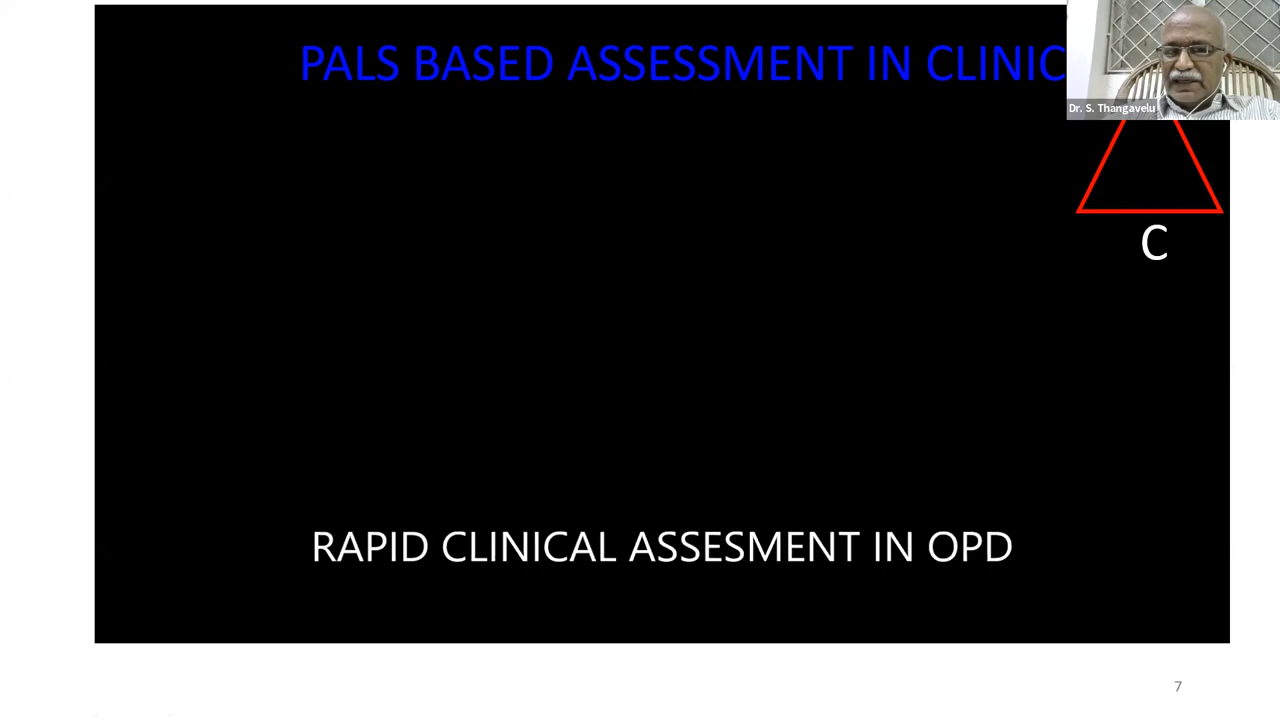 PALS BASED ASSESSMENT IN CLINIC
Dr. S. Thangavelu
C
RAPID CLINICAL ASSESMENT IN OPD
7